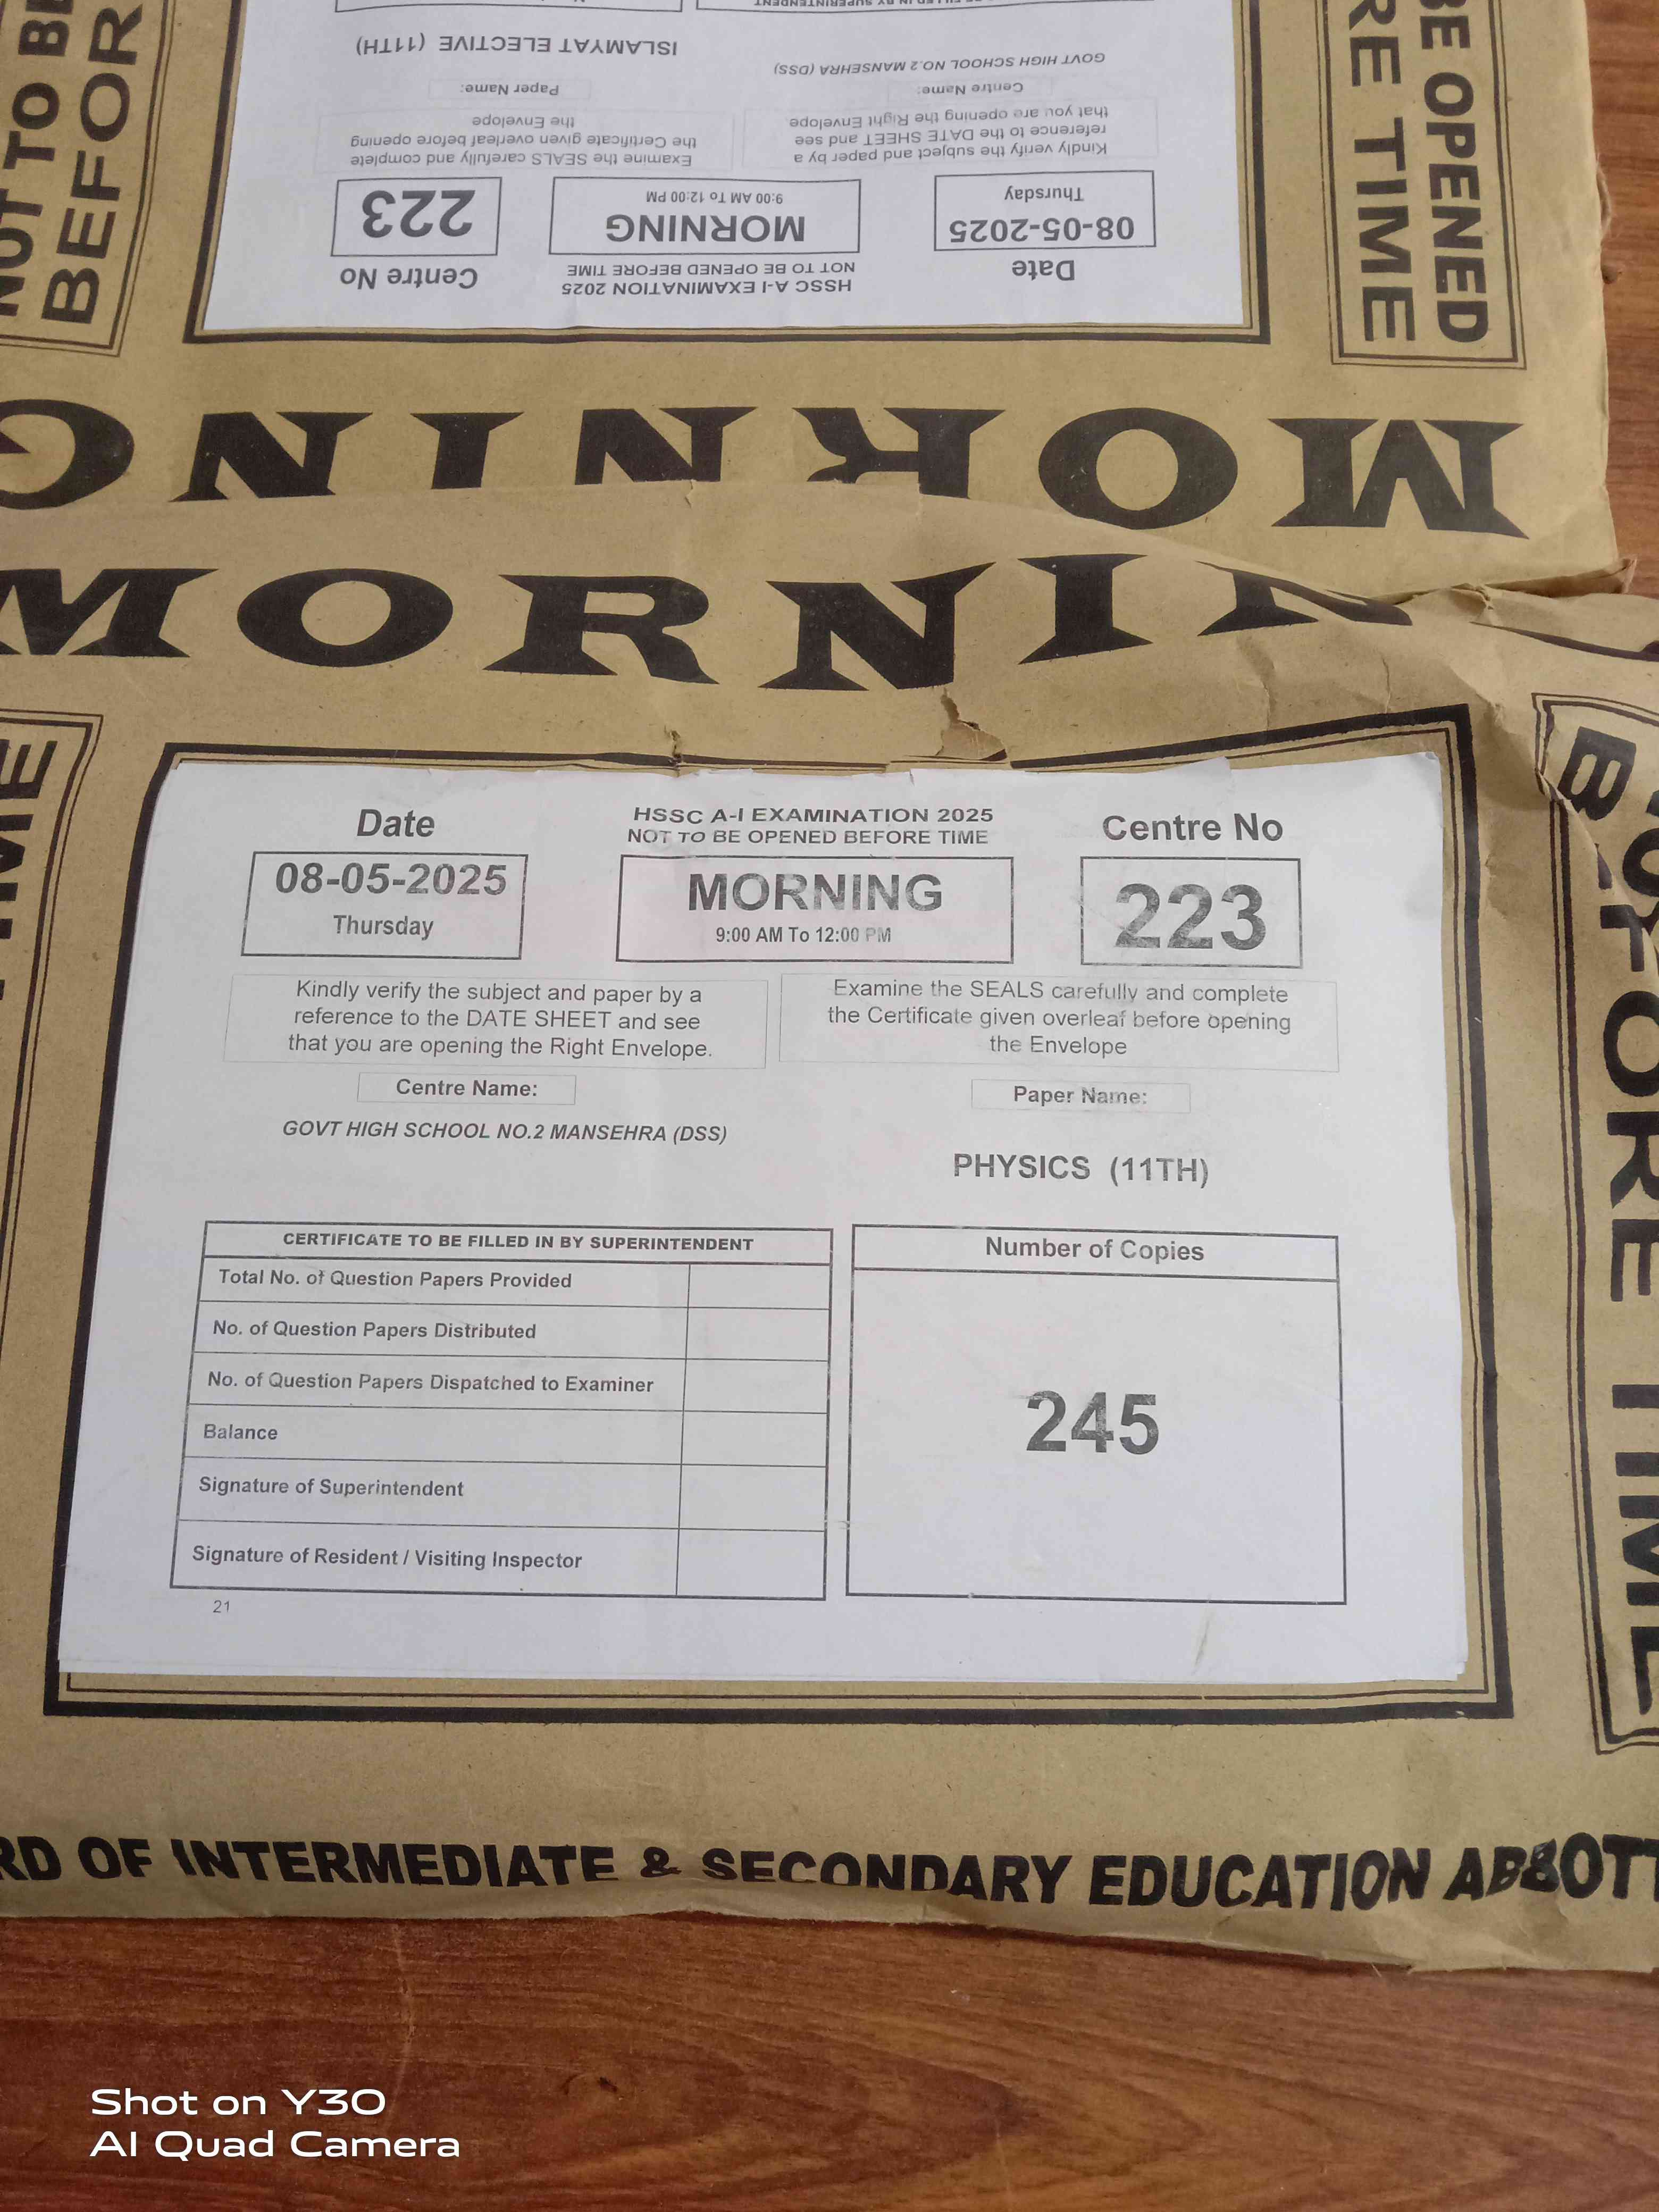 FILLED IN BY SUPERINTENDENT
ISLAMYAT ELECTIVE (11TH)
GOVT HIGH SCHOOL NO.2 MANSEHRA (DSS)
Paper Name:
Centre Name:
Examine the SEALS carefully and complete
the Certificate given overleaf before opening
the Envelope
Kindly verify the subject and paper by a
reference to the DATE SHEET and see
that you are opening the Right Envelope.
223
MORNING
9:00 AM To 12:00 PM
08-05-2025
Thursday
Centre No
HSSC A-I EXAMINATION 2025
NOT TO BE OPENED BEFORE TIME
Date
NOT TO BE
BEFOR
BE OPENED
RE TIME
MORNING
MORNIN
Date
08-05-2025
Thursday
HSSC A-I EXAMINATION 2025
NOT TO BE OPENED BEFORE TIME
MORNING
9:00 AM To 12:00 PM
Centre No
223
Kindly verify the subject and paper by a
reference to the DATE SHEET and see
that you are opening the Right Envelope.
Examine the SEALS carefully and complete
the Certificate given overleaf before opening
the Envelope
Centre Name:
GOVT HIGH SCHOOL NO.2 MANSEHRA (DSS)
Paper Name:
PHYSICS (11TH)
CERTIFICATE TO BE FILLED IN BY SUPERINTENDENT
Total No. of Question Papers Provided
No. of Question Papers Distributed
No. of Question Papers Dispatched to Examiner
Balance
Signature of Superintendent
Signature of Resident / Visiting Inspector
21
Number of Copies
245
BEFORE TIME
RD OF INTERMEDIATE & SECONDARY EDUCATION ABBOTT
Shot on Y30
AI Quad Camera